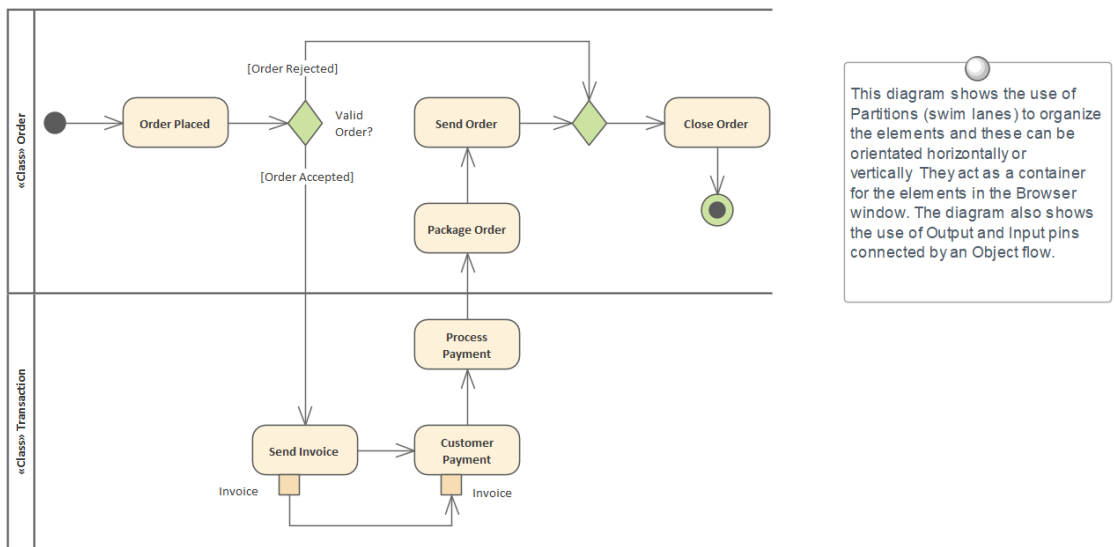 «Class» Order
[Order Rejected]
Order Placed
Valid
Order?
Send Order
Close Order
[Order Accepted]
Package Order
«Class» Transaction
Process
Payment
Send Invoice
Customer
Payment
Invoice
Invoice
This diagram shows the use of
Partitions (swim lanes) to organize
the elements and these can be
orientated horizontally or
vertically They act as a container
for the elements in the Browser
window. The diagram also shows
the use of Output and Input pins
connected by an Object flow.